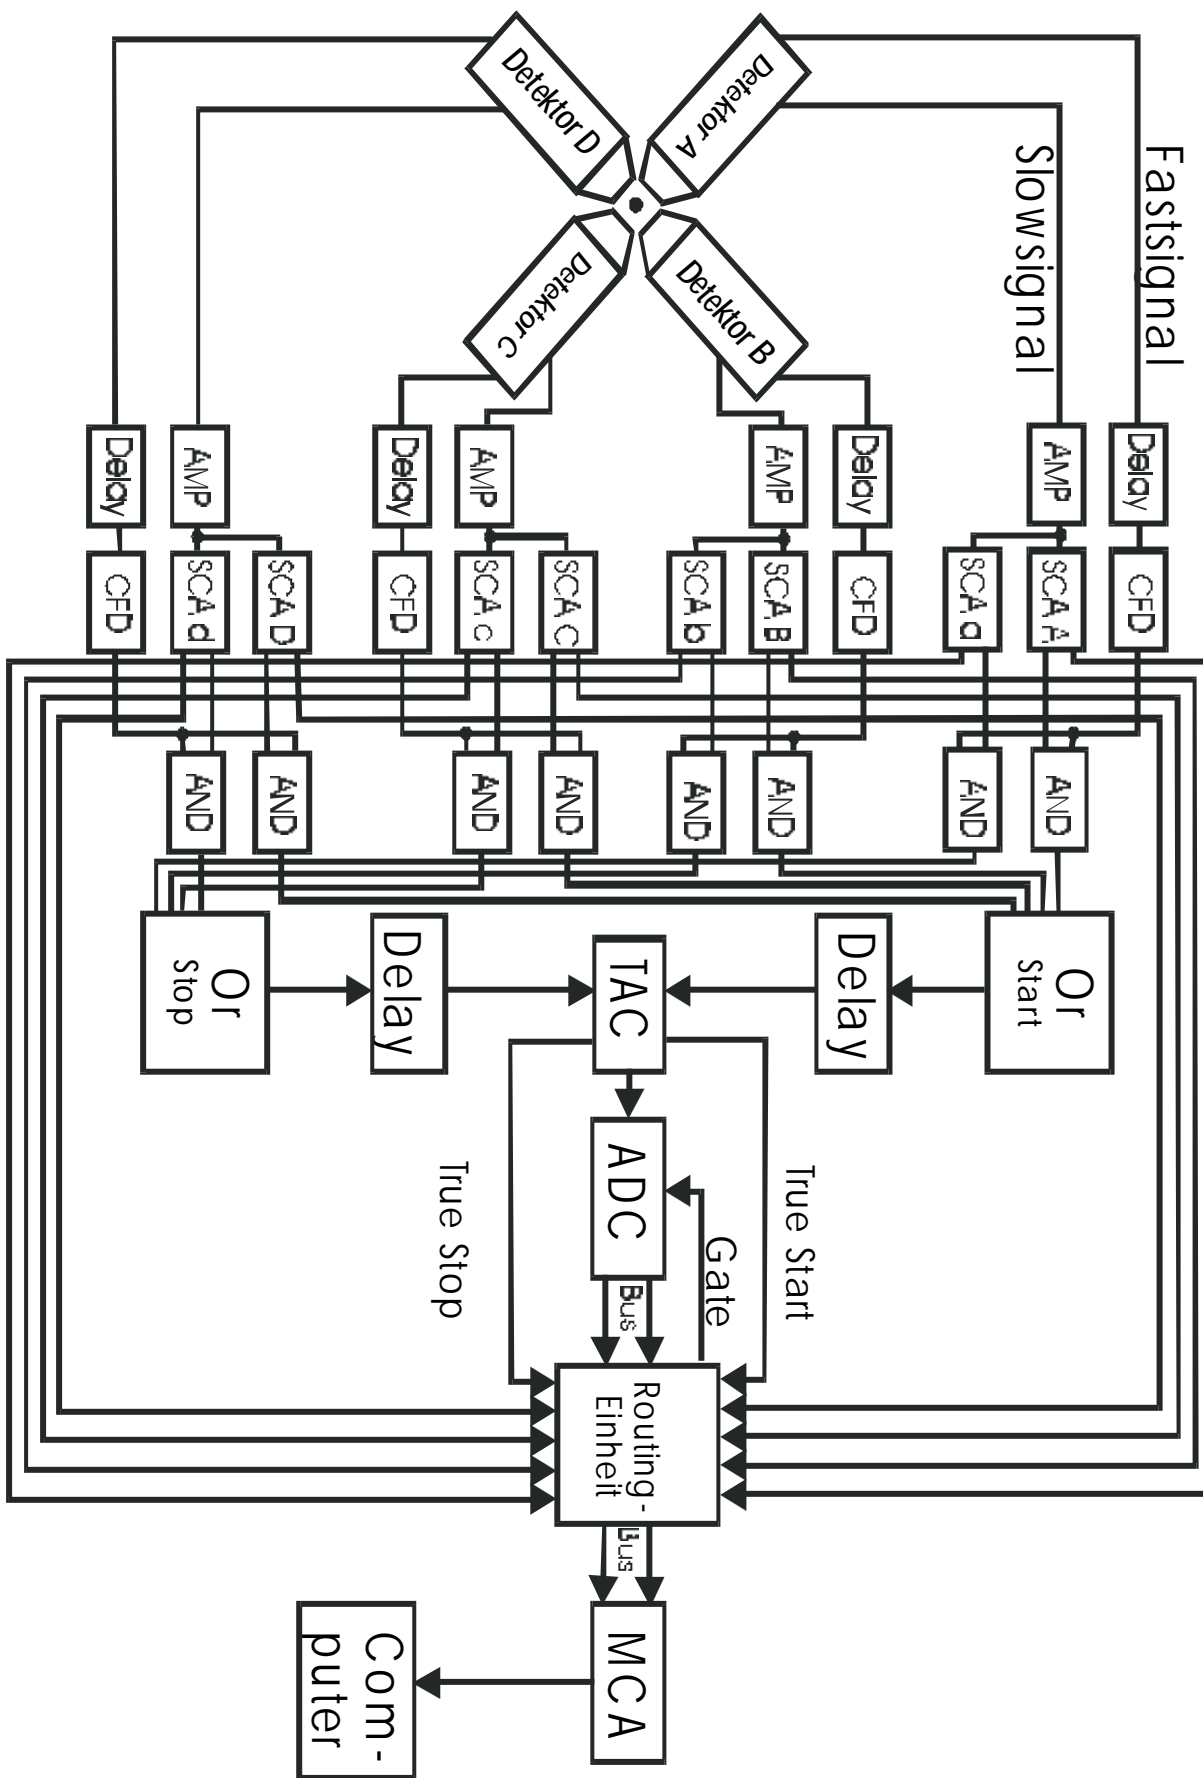 Detektor D
Detektor A
Fastsignal
Slowsignal
Detektor C
Detektor B
Delay
AMP
Delay
AMP
AMP
Delay
AMP
Delay
CFD
SCA d
SCA D
CFD
SCA c
SCA C
SCA b
SCA B
CFD
SCA a
SCA A
CFD
AND
AND
AND
AND
AND
AND
AND
AND
Or
Stop
Delay
TAC
Delay
Or
Start
True Stop
ADC
True Start
Gate
Bus
Routing-
Einheit
Bus
MCA
Com-
puter